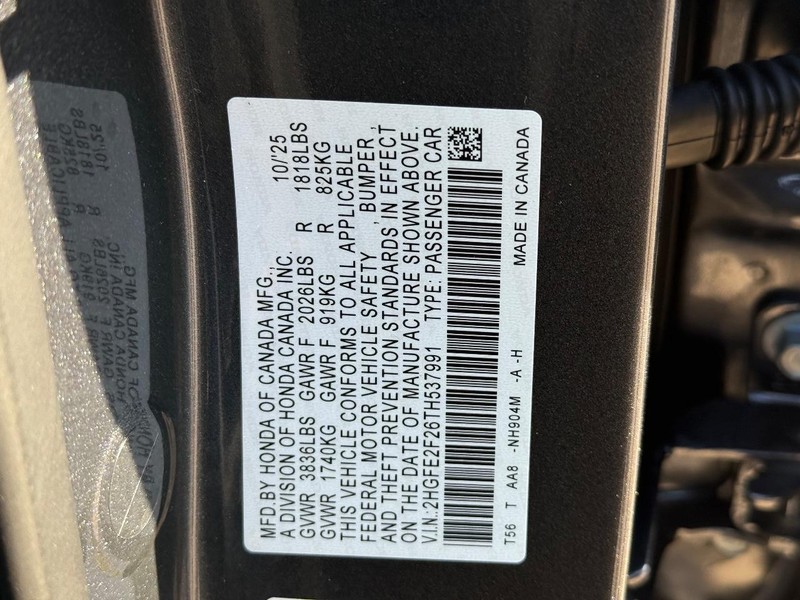 MFD.BY HONDA OF CANADA MFG., 10/'25
A DIVISION OF HONDA CANADA INC.
GVWR 3836LBS GAWR F 2028LBS R 1818LBS
GVWR 1740KG GAWR F 919KG R 825KG
THIS VEHICLE CONFORMS TO ALL APPLICABLE
FEDERAL MOTOR VEHICLE SAFETY , BUMPER ,
AND THEFT PREVENTION STANDARDS IN EFFECT
ON THE DATE OF MANUFACTURE SHOWN ABOVE.
V.I.N.:2HGFE2F26TH537991 TYPE: PASSENGER CAR
T56 T AA8 -NH904M -A -H MADE IN CANADA